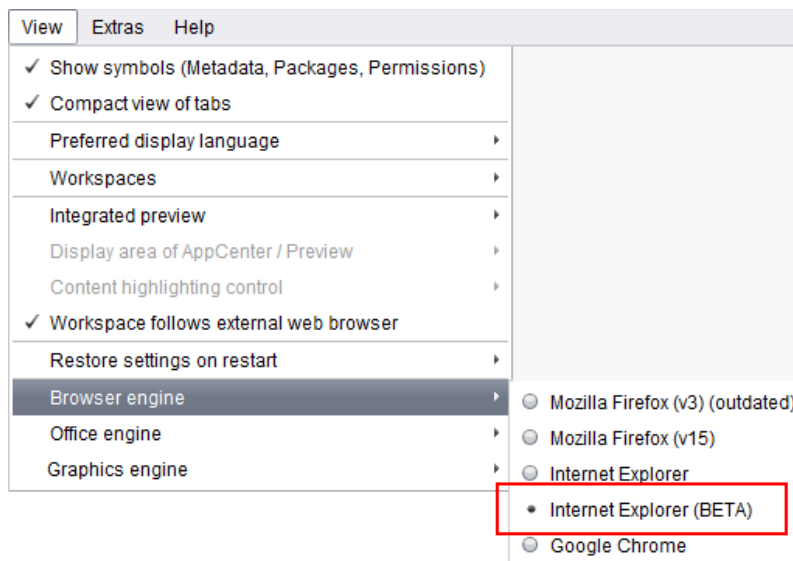 View Extras Help
✓ Show symbols (Metadata, Packages, Permissions)
✓ Compact view of tabs
Preferred display language
Workspaces
Integrated preview
Display area of AppCenter / Preview
Content highlighting control
✓ Workspace follows external web browser
Restore settings on restart
Browser engine
Office engine
Graphics engine
Mozilla Firefox (v3) (outdated)
Mozilla Firefox (v15)
Internet Explorer
Internet Explorer (BETA)
Google Chrome